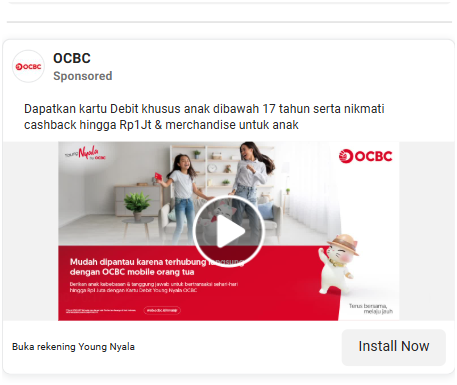 OCBC
OCBC
Sponsored
Dapatkan kartu Debit khusus anak dibawah 17 tahun serta nikmati
cashback hingga Rp1Jt & merchandise untuk anak
young Nyala
by OCBC
OCBC
Mudah dipantau karena terhubung langsung
dengan OCBC mobile orang tua
Berikan anak kebebasan & tanggung jawab untuk bertransaksi sehari-hari
hingga Rp1 juta dengan Kartu Debit Young Nyala OCBC
Terus bersama,
melaju jauh
Buka rekening Young Nyala
Install Now